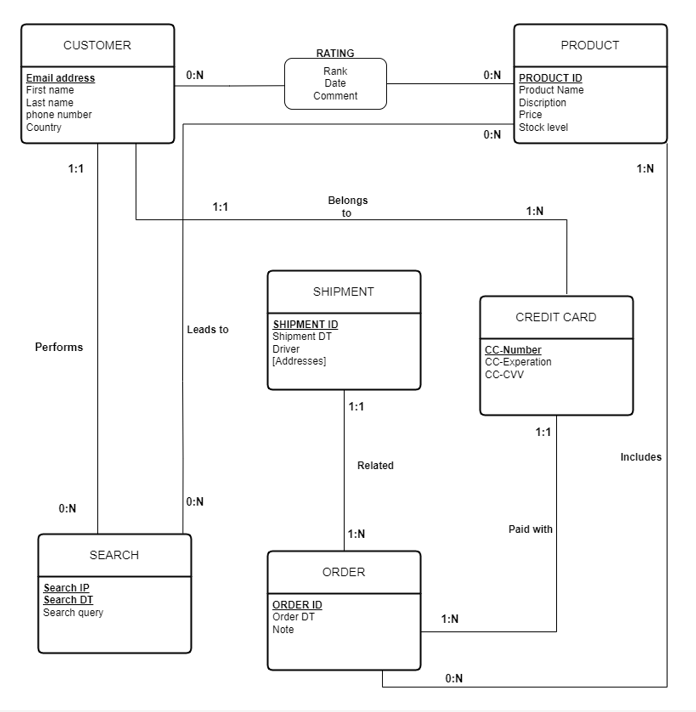 CUSTOMER
Email address
First name
Last name
phone number
Country
0:N
RATING
Rank
Date
Comment
0:N
PRODUCT
PRODUCT ID
Product Name
Discription
Price
Stock level
0:N
1:1
1:N
1:1
Belongs
to
1:N
SHIPMENT
SHIPMENT ID
Shipment DT
Driver
[Addresses]
CREDIT CARD
CC-Number
CC-Experation
CC-CVV
Leads to
Performs
1:1
1:1
Includes
Related
0:N
0:N
Paid with
1:N
SEARCH
Search IP
Search DT
Search query
ORDER
ORDER ID
Order DT
Note
1:N
0:N